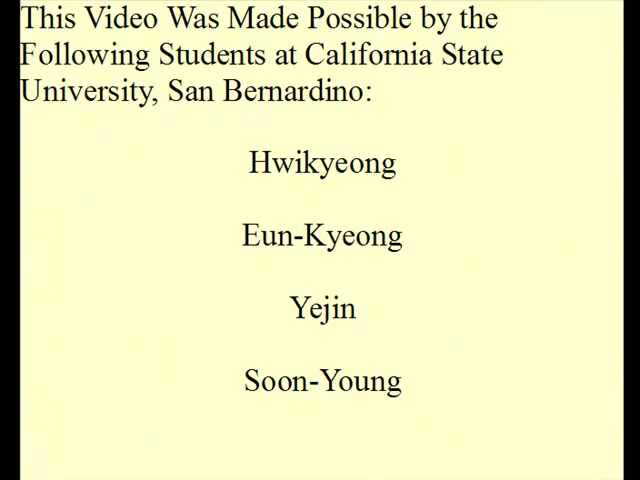 This Video Was Made Possible by the
Following Students at California State
University, San Bernardino:
Hwikyeong
Eun-Kyeong
Yejin
Soon-Young